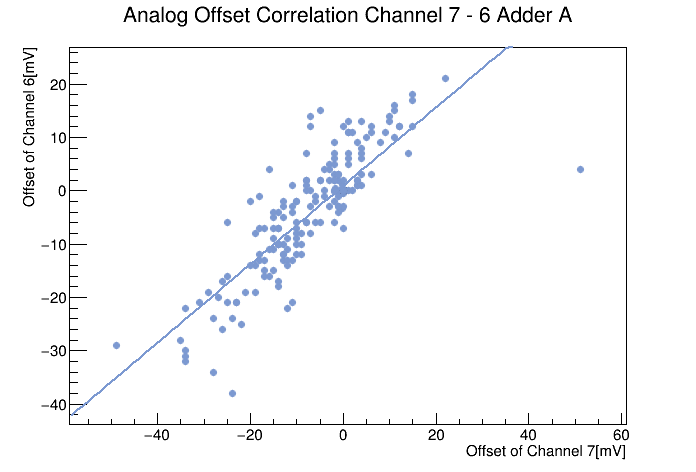 Analog Offset Correlation Channel 7 - 6 Adder A
Offset of Channel 6[mV]
20
10
0
−10
−20
−30
−40
−40 −20 0 20 40 60
Offset of Channel 7[mV]